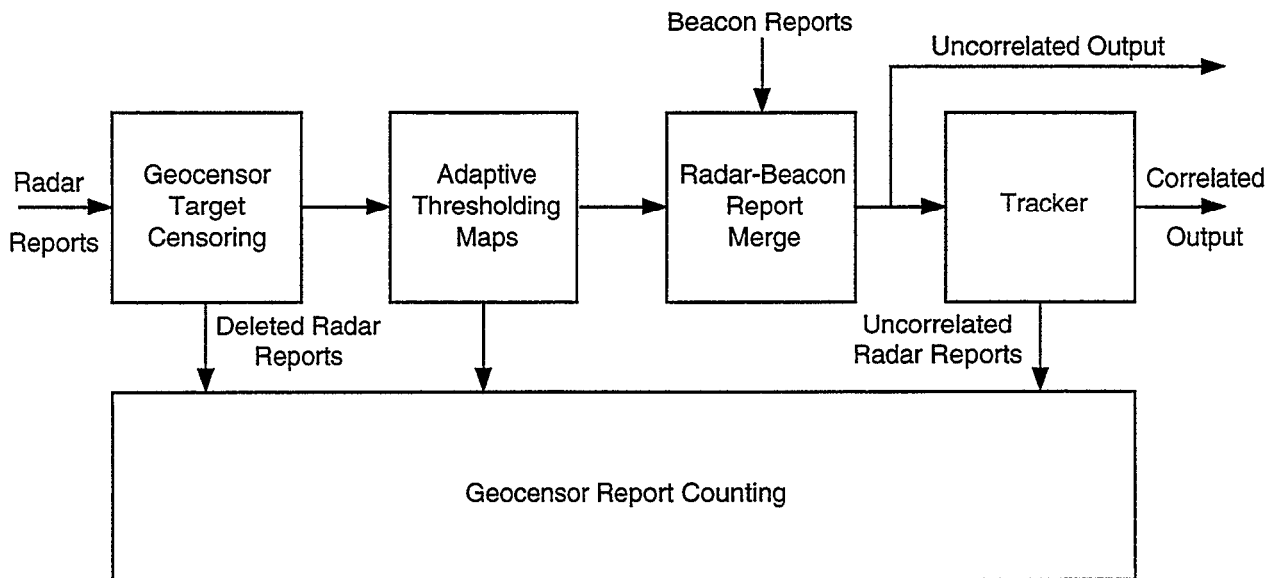 Beacon Reports
Uncorrelated Output
Radar
Reports
Geocensor
Target
Censoring
Adaptive
Thresholding
Maps
Radar-Beacon
Report
Merge
Tracker
Correlated
Output
Deleted Radar
Reports
Uncorrelated
Radar Reports
Geocensor Report Counting